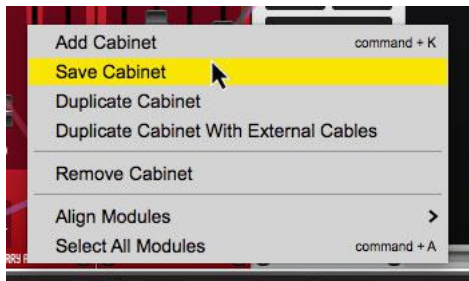 Add Cabinet command + K
Save Cabinet
Duplicate Cabinet
Duplicate Cabinet With External Cables
Remove Cabinet
Align Modules >
Select All Modules command + A